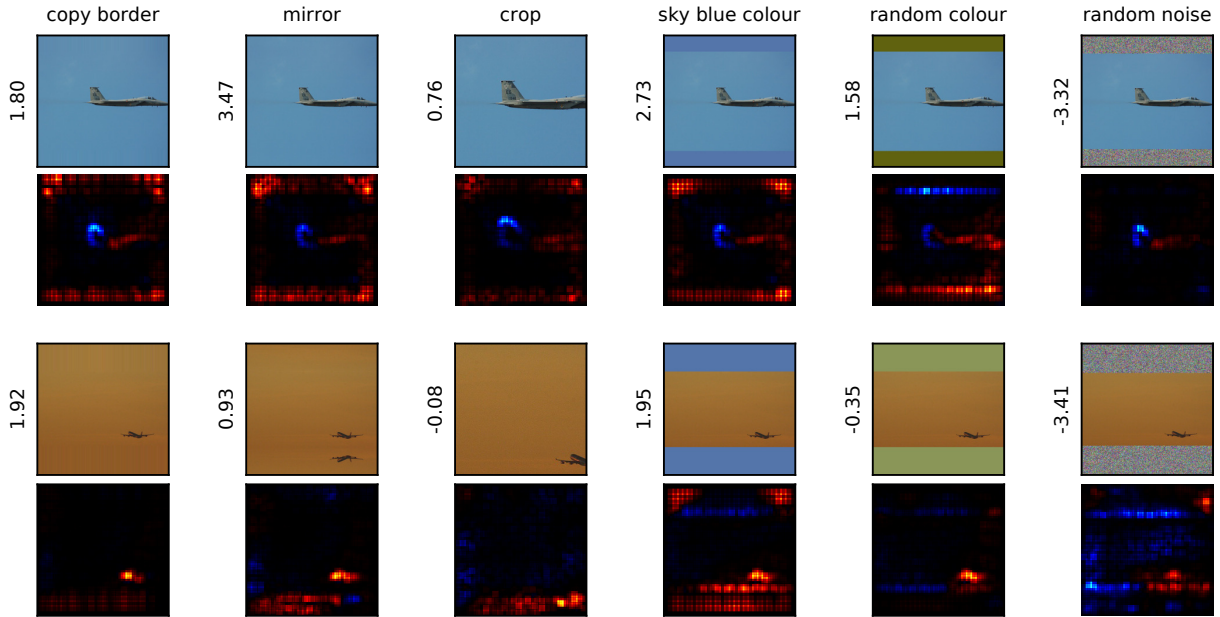 copy border mirror crop sky blue colour random colour random noise
1.80 3.47 0.76 2.73 1.58 -3.32
1.92 0.93 -0.08 1.95 -0.35 -3.41